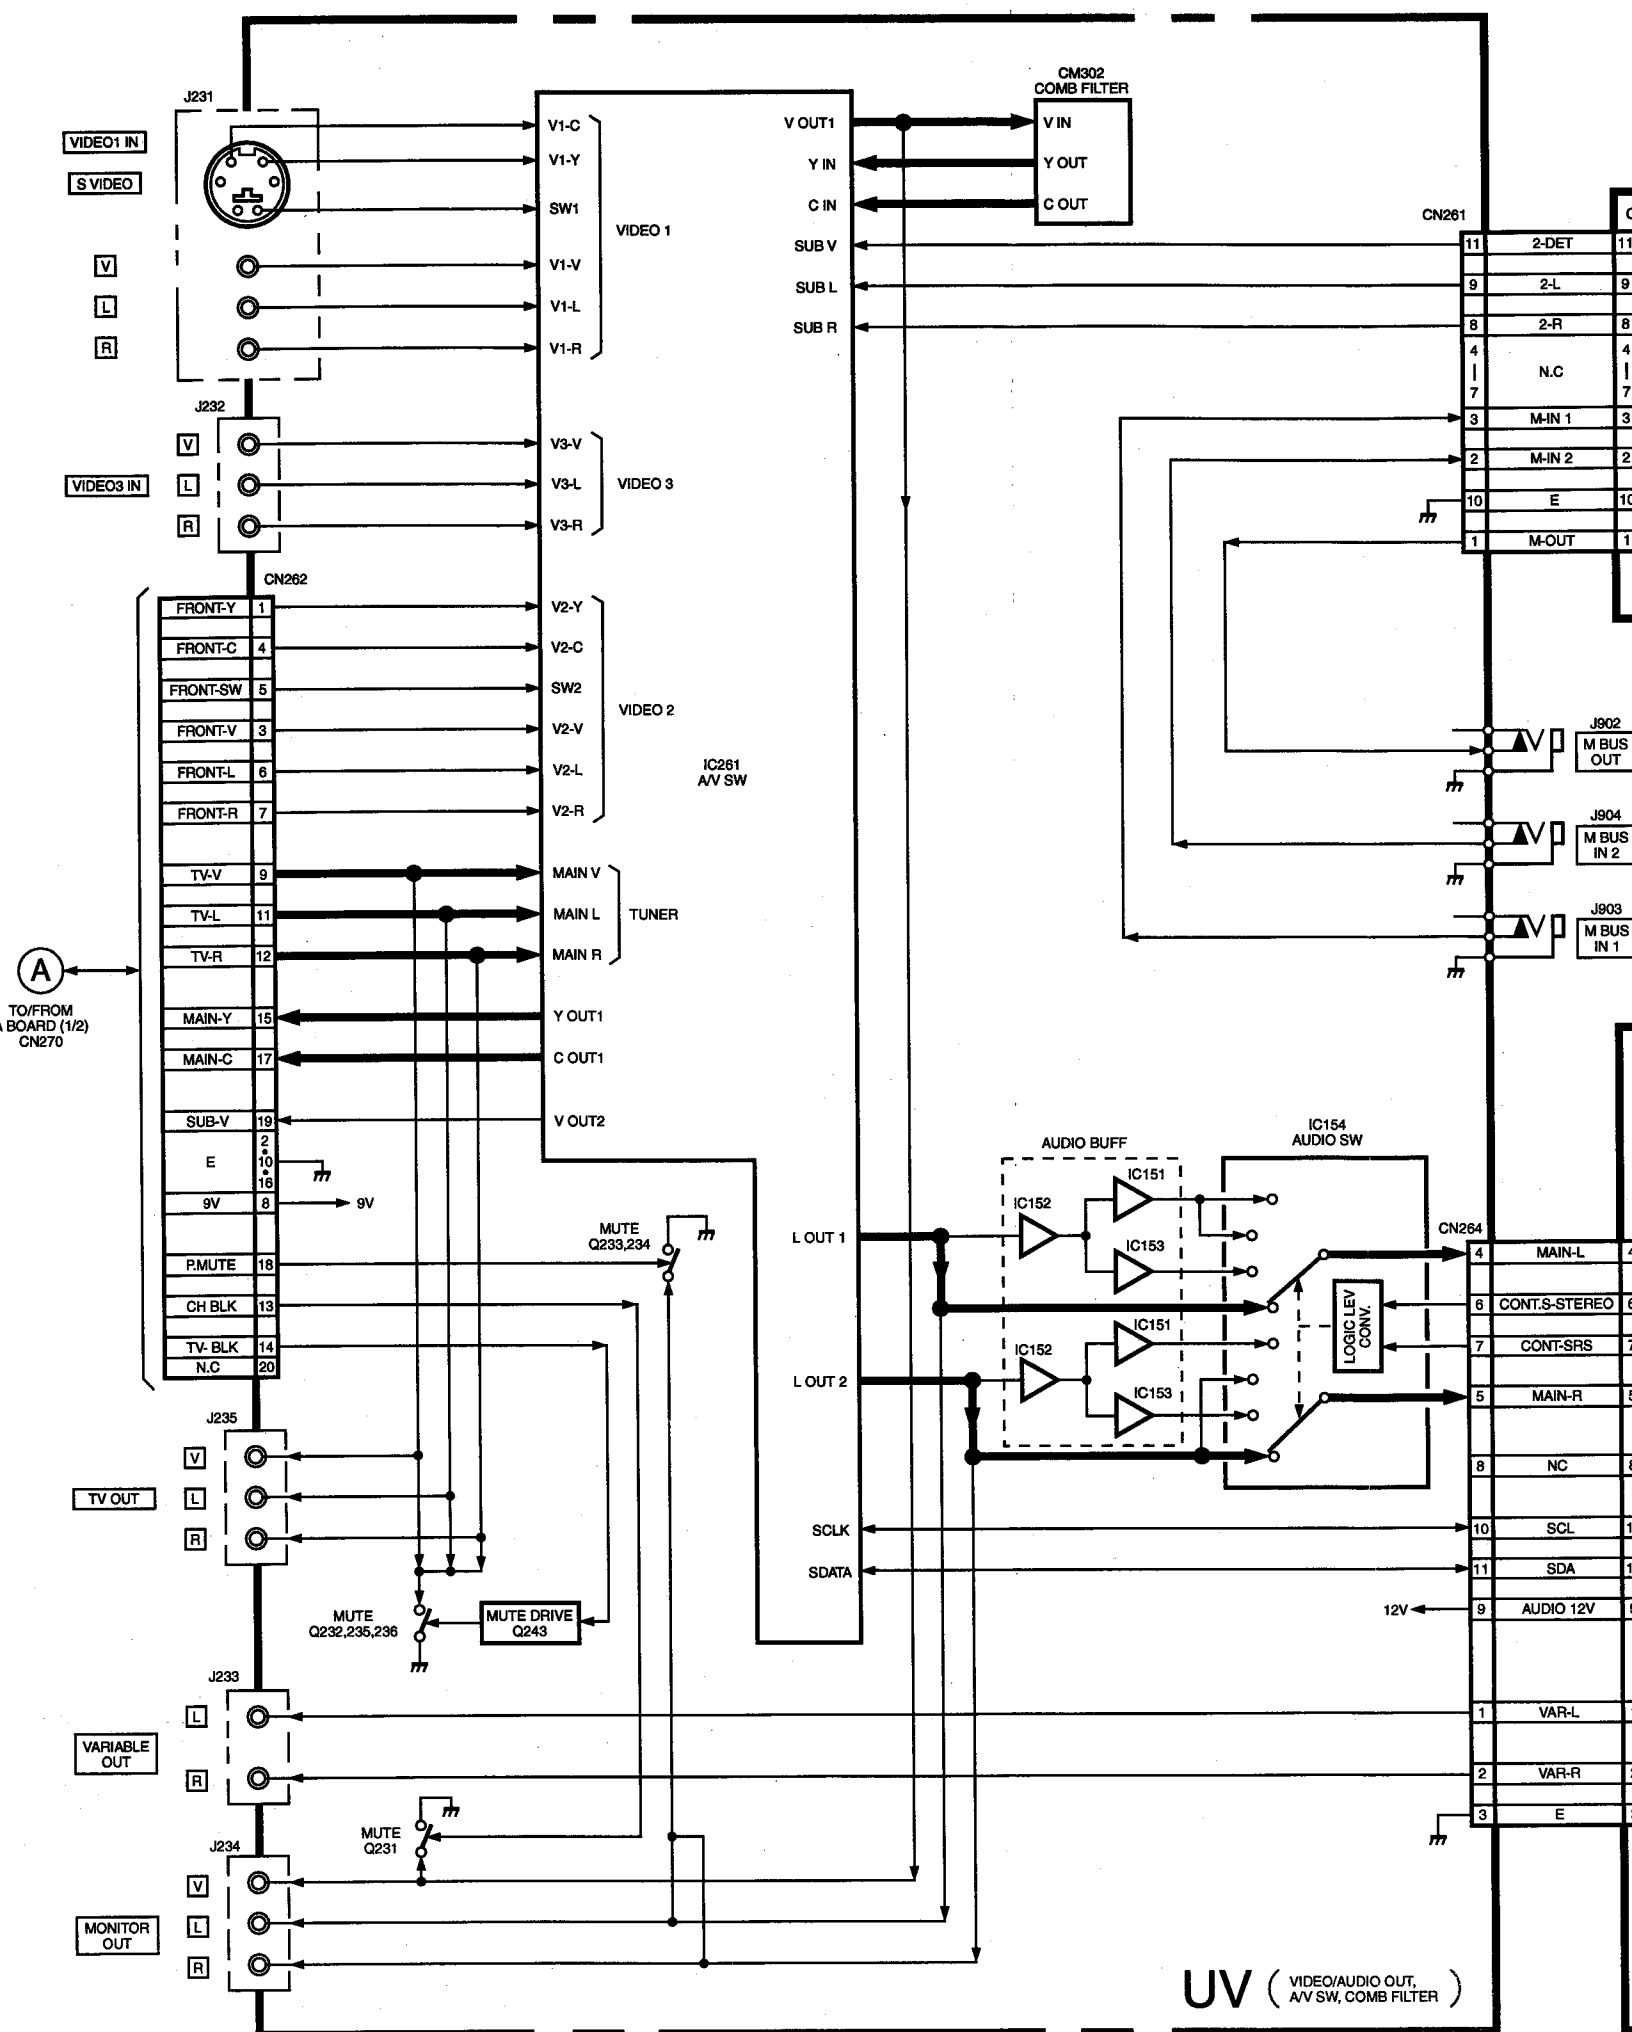 J231
VIDEO1 IN
S VIDEO
V
L
R
V1-C
V1-Y
SW1
V1-V
V1-L
V1-R
VIDEO 1
V OUT1
Y IN
C IN
SUB V
SUB L
SUB R
CM302
COMB FILTER
V IN
Y OUT
C OUT
CN261
11 2-DET 11
9 2-L 9
8 2-R 8
4 | 7 N.C 4 | 7
3 M-IN 1 3
2 M-IN 2 2
10 E 10
1 M-OUT 1
J232
VIDEO3 IN
V
L
R
V3-V
V3-L
V3-R
VIDEO 3
CN262
FRONT-Y 1
FRONT-C 4
FRONT-SW 5
FRONT-V 3
FRONT-L 6
FRONT-R 7
TV-V 9
TV-L 11
TV-R 12
MAIN-Y 15
MAIN-C 17
SUB-V 19
E 2 • 10 • 16
9V 8
9V
P.MUTE 18
CH BLK 13
TV- BLK 14
N.C 20
V2-Y
V2-C
SW2
V2-V
V2-L
V2-R
VIDEO 2
IC261
A/V SW
MAIN V
MAIN L
MAIN R
TUNER
Y OUT1
C OUT1
V OUT2
A
TO/FROM
A BOARD (1/2)
CN270
J902
M BUS
OUT
J904
M BUS
IN 2
J903
M BUS
IN 1
MUTE
Q233,234
L OUT 1
L OUT 2
SCLK
SDATA
AUDIO BUFF
IC152
IC151
IC153
IC152
IC151
IC153
IC154
AUDIO SW
LOGIC LEV
CONV.
CN264
4 MAIN-L 4
6 CONT.S-STEREO 6
7 CONT-SRS 7
5 MAIN-R 5
8 NC 8
10 SCL
11 SDA
12V
9 AUDIO 12V
1 VAR-L
2 VAR-R
3 E
J235
TV OUT
V
L
R
MUTE
Q232,235,236
MUTE DRIVE
Q243
J233
VARIABLE
OUT
L
R
MUTE
Q231
J234
MONITOR
OUT
V
L
R
UV ( VIDEO/AUDIO OUT,
A/V SW, COMB FILTER )